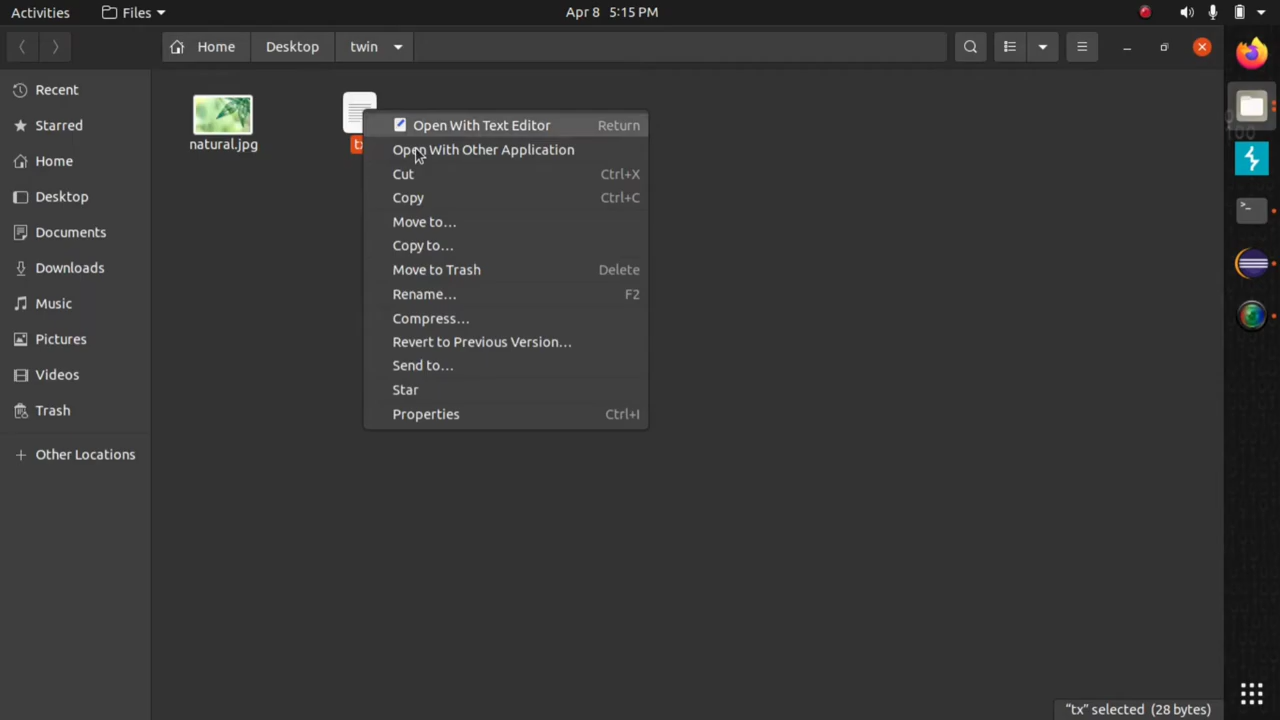 Activities Files Apr 8 5:15 PM
Home Desktop twin
Recent
Starred
Home
Desktop
Documents
Downloads
Music
Pictures
Videos
Trash
Other Locations
natural.jpg
Open With Text Editor Return
Open With Other Application
Cut Ctrl+X
Copy Ctrl+C
Move to…
Copy to…
Move to Trash Delete
Rename… F2
Compress…
Revert to Previous Version…
Send to…
Star
Properties Ctrl+I
“tx” selected (28 bytes)